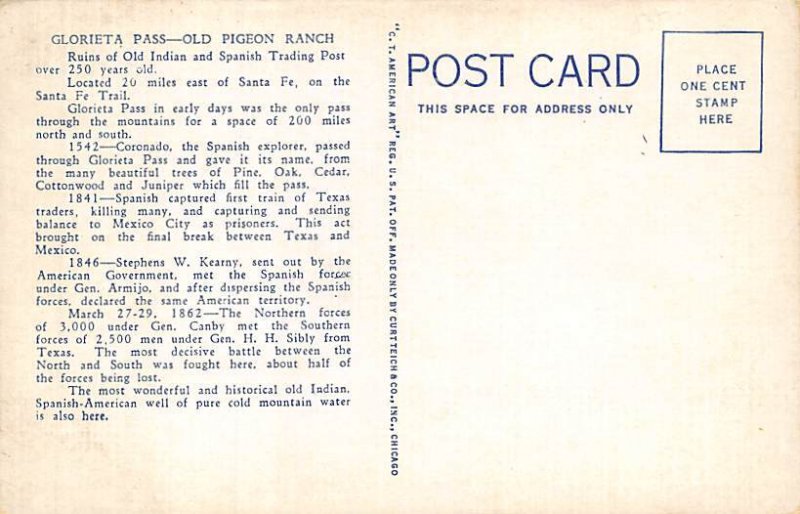 GLORIETA PASS—OLD PIGEON RANCH
Ruins of Old Indian and Spanish Trading Post
over 250 years old.
Located 20 miles east of Santa Fe, on the
Santa Fe Trail.
Glorieta Pass in early days was the only pass
through the mountains for a space of 200 miles
north and south.
1542—Coronado, the Spanish explorer, passed
through Glorieta Pass and gave it its name, from
the many beautiful trees of Pine, Oak, Cedar,
Cottonwood and Juniper which fill the pass.
1841—Spanish captured first train of Texas
traders, killing many, and capturing and sending
balance to Mexico City as prisoners. This act
brought on the final break between Texas and
Mexico.
1846—Stephens W. Kearny, sent out by the
American Government, met the Spanish forces
under Gen. Armijo, and after dispersing the Spanish
forces, declared the same American territory.
March 27-29, 1862—The Northern forces
of 3,000 under Gen. Canby met the Southern
forces of 2,500 men under Gen. H. H. Sibly from
Texas. The most decisive battle between the
North and South was fought here, about half of
the forces being lost.
The most wonderful and historical old Indian,
Spanish-American well of pure cold mountain water
is also here.
"C. T. AMERICAN ART" REG. U. S. PAT. OFF. MADE ONLY BY CURT TEICH & CO., INC., CHICAGO
POST CARD
THIS SPACE FOR ADDRESS ONLY
PLACE
ONE CENT
STAMP
HERE